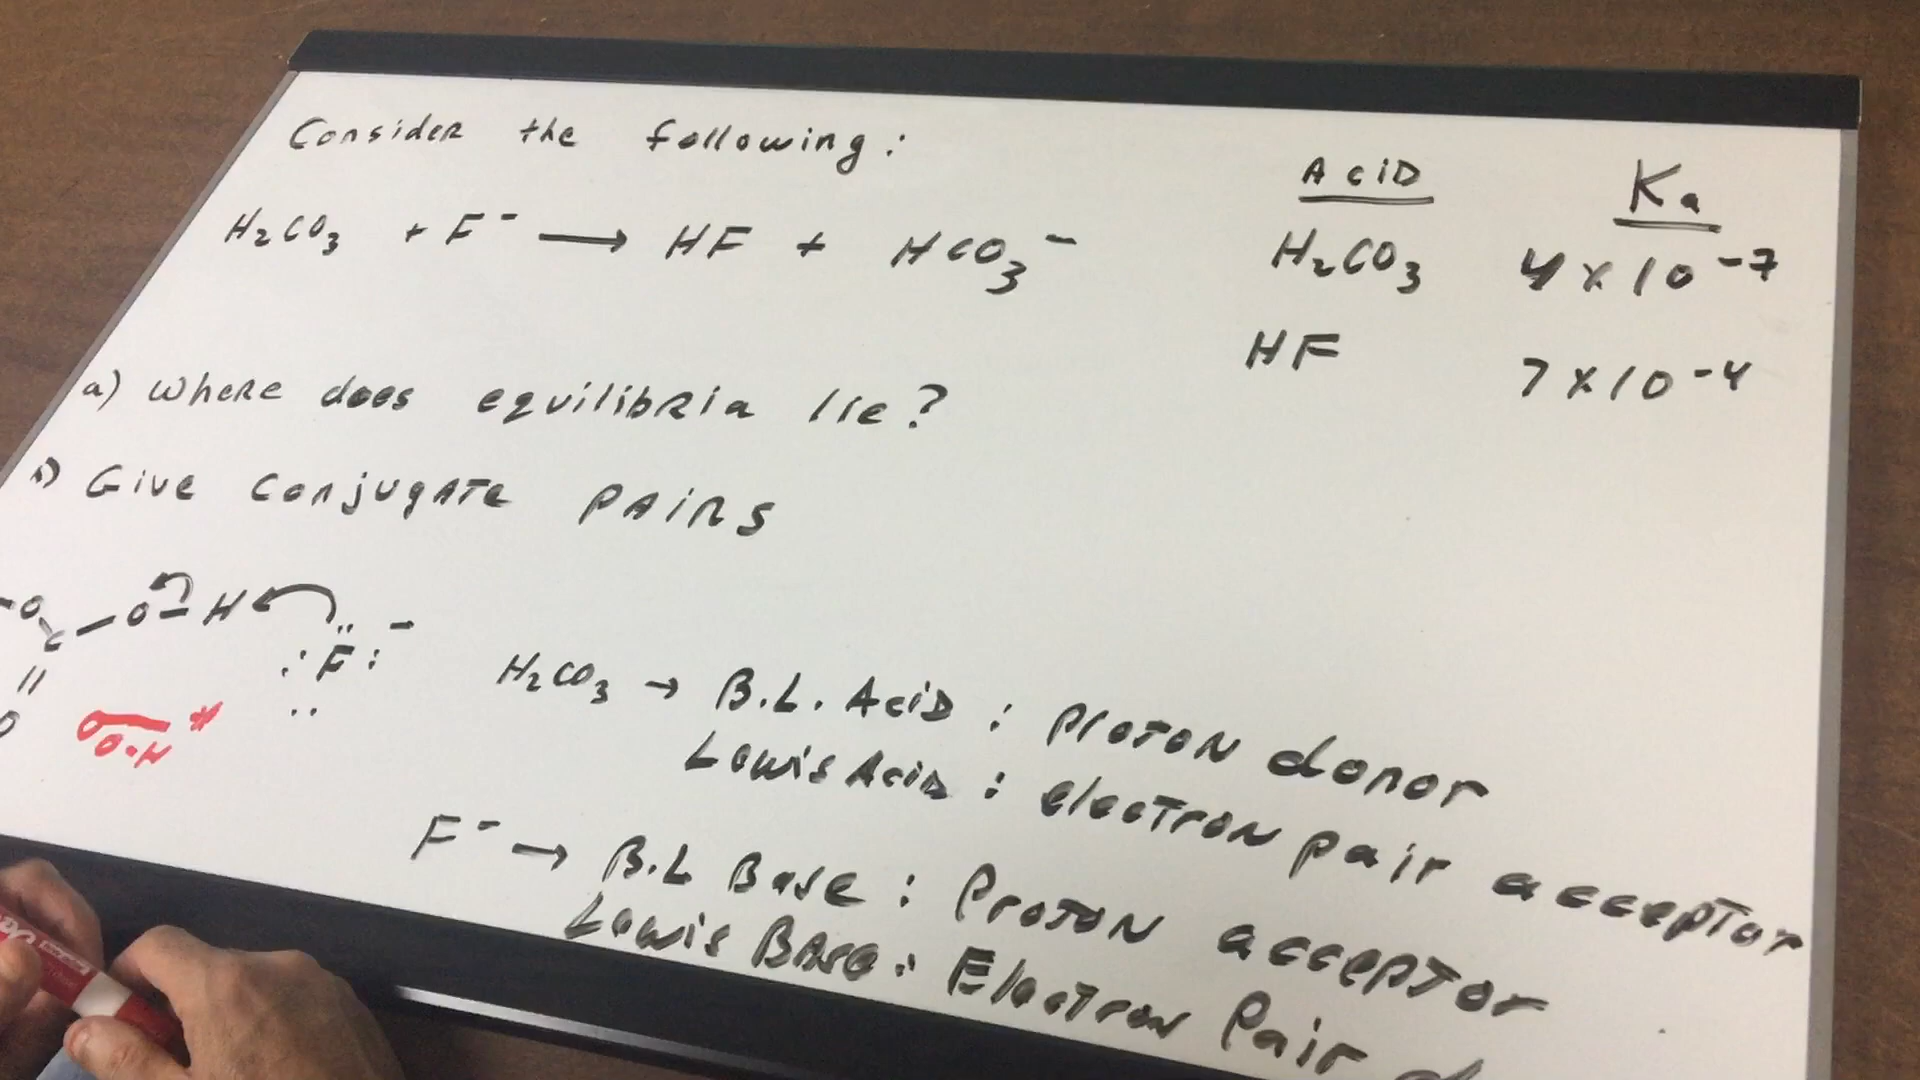 Consider the following:
H₂CO₃ + F⁻ → HF + HCO₃⁻
Acid Ka
H₂CO₃ 4 x 10⁻⁷
HF 7 x 10⁻⁴
a) Where does equilibria lie?
Give conjugate pairs
-O
C - O - H
:F: -
O
σ*O-H
H₂CO₃ → B.L. Acid : Proton donor
Lewis Acid : electron pair acceptor
F⁻ → B.L Base : Proton acceptor
Lewis Base : Electron Pair